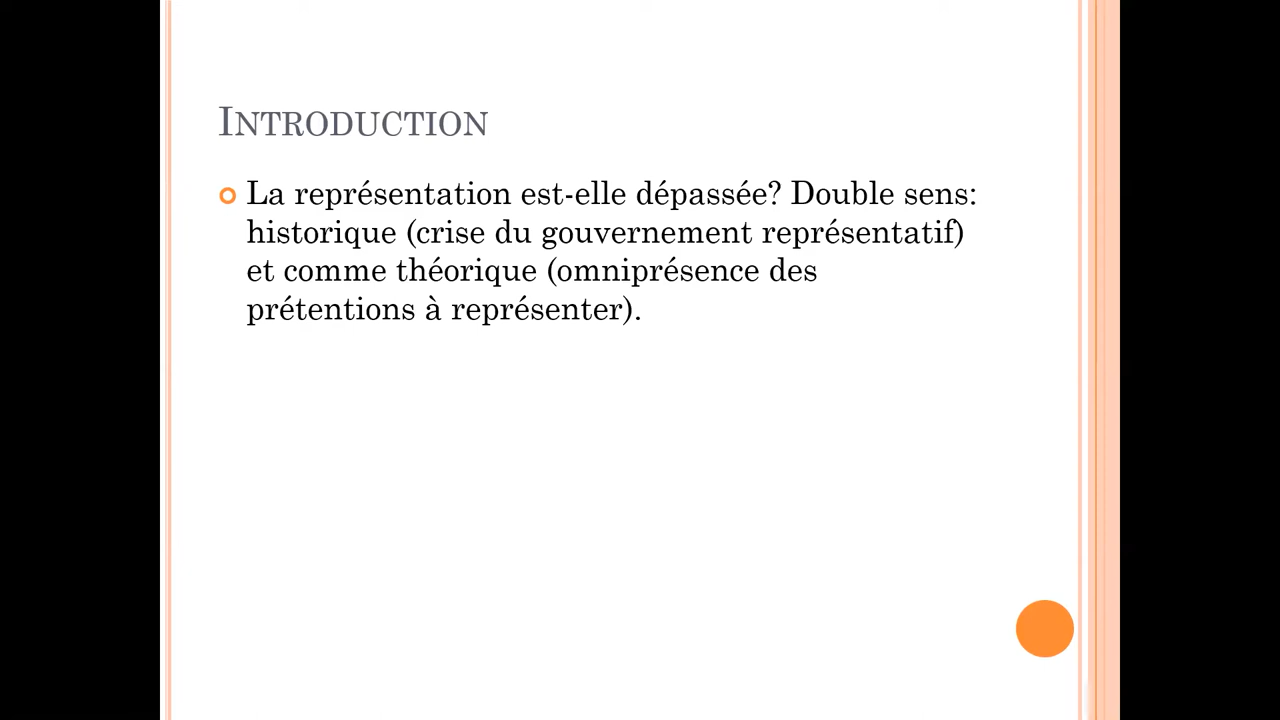 INTRODUCTION
La représentation est-elle dépassée? Double sens:
historique (crise du gouvernement représentatif)
et comme théorique (omniprésence des
prétentions à représenter).